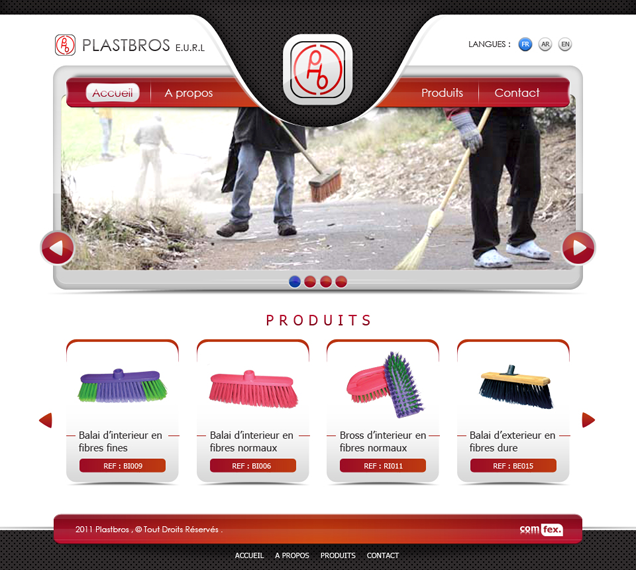 PLASTBROS E.U.R.L
LANGUES : FR AR EN
PHb
Accueil A propos Produits Contact
PRODUITS
Balai d'interieur en
fibres fines
REF : BI009
Balai d'interieur en
fibres normaux
REF : BI006
Bross d'interieur en
fibres normaux
REF : RI011
Balai d'exterieur en
fibres dure
REF : BE015
2011 Plastbros , © Tout Droits Réservés .
comfex.
ACCUEIL A PROPOS PRODUITS CONTACT